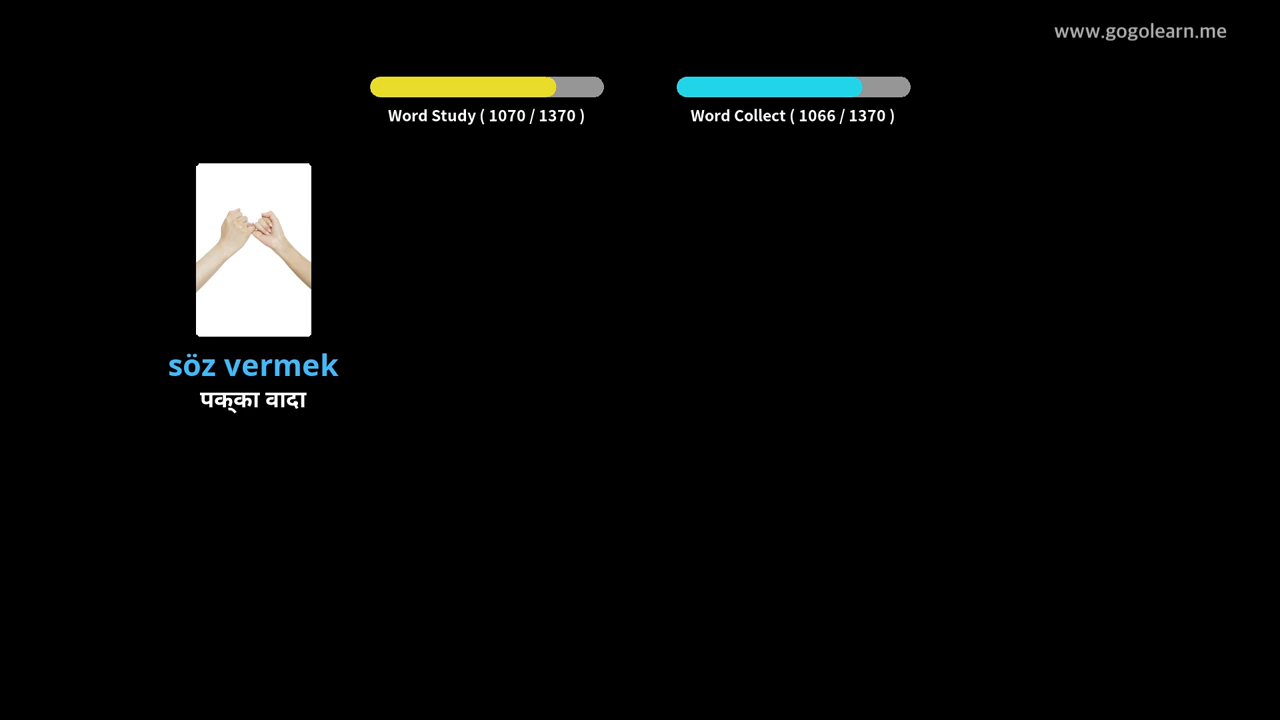 www.gogolearn.me
Word Study ( 1070 / 1370 )
Word Collect ( 1066 / 1370 )
söz vermek
पक्का वादा